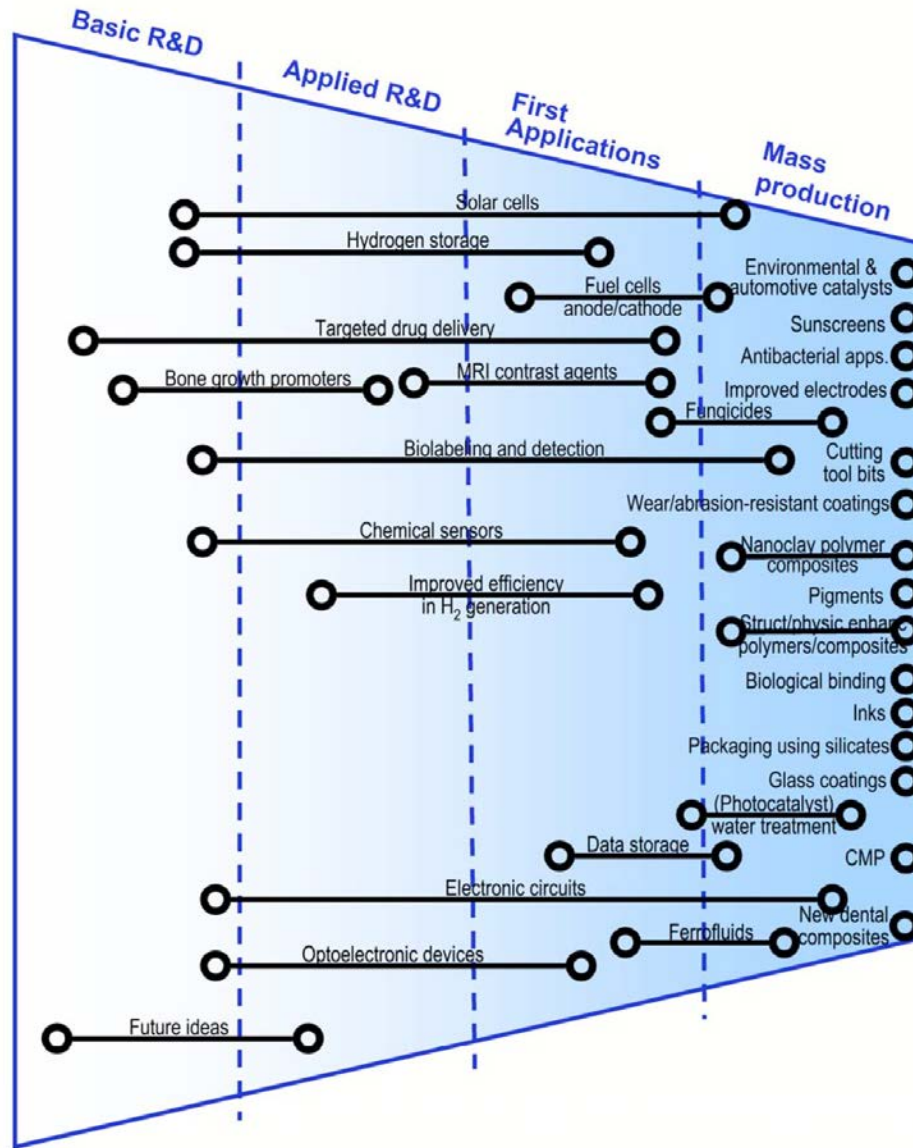 Basic R&D
Applied R&D
First
Applications
Mass
production
Solar cells
Hydrogen storage
Environmental &
automotive catalysts
Fuel cells
anode/cathode
Sunscreens
Targeted drug delivery
Antibacterial apps.
MRI contrast agents
Bone growth promoters
Improved electrodes
Fungicides
Biolabeling and detection
Cutting
tool bits
Wear/abrasion-resistant coatings
Chemical sensors
Nanoclay polymer
composites
Improved efficiency
in H₂ generation
Pigments
Struct/physic enhanc
polymers/composites
Biological binding
Inks
Packaging using silicates
Glass coatings
(Photocatalyst)
water treatment
Data storage
CMP
Electronic circuits
New dental
composites
Ferrofluids
Optoelectronic devices
Future ideas